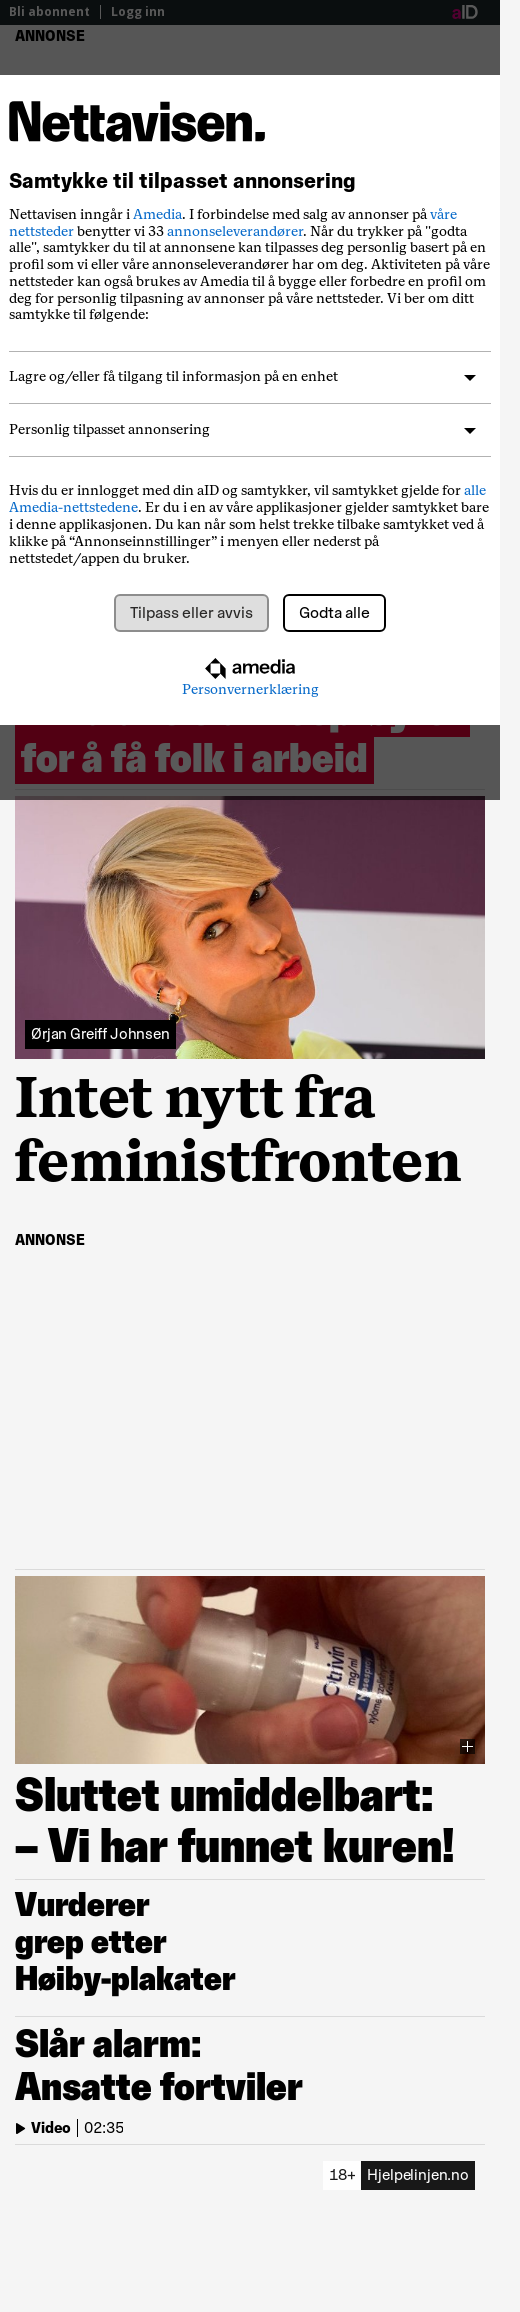 Bli abonnent | Logg inn
aID
ANNONSE
Nettavisen.
Samtykke til tilpasset annonsering
Nettavisen inngår i Amedia. I forbindelse med salg av annonser på våre
nettsteder benytter vi 33 annonseleverandører. Når du trykker på "godta
alle", samtykker du til at annonsene kan tilpasses deg personlig basert på en
profil som vi eller våre annonseleverandører har om deg. Aktiviteten på våre
nettsteder kan også brukes av Amedia til å bygge eller forbedre en profil om
deg for personlig tilpasning av annonser på våre nettsteder. Vi ber om ditt
samtykke til følgende:
Lagre og/eller få tilgang til informasjon på en enhet
Personlig tilpasset annonsering
Hvis du er innlogget med din aID og samtykker, vil samtykket gjelde for alle
Amedia-nettstedene. Er du i en av våre applikasjoner gjelder samtykket bare
i denne applikasjonen. Du kan når som helst trekke tilbake samtykket ved å
klikke på “Annonseinnstillinger” i menyen eller nederst på
nettstedet/appen du bruker.
Tilpass eller avvis
Godta alle
amedia
Personvernerklæring
for å få folk i arbeid
Ørjan Greiff Johnsen
Intet nytt fra
feministfronten
ANNONSE
Otrivin
mg/ml
Nesespray
Sluttet umiddelbart:
– Vi har funnet kuren!
Vurderer
grep etter
Høiby-plakater
Slår alarm:
Ansatte fortviler
Video | 02:35
18+ Hjelpelinjen.no